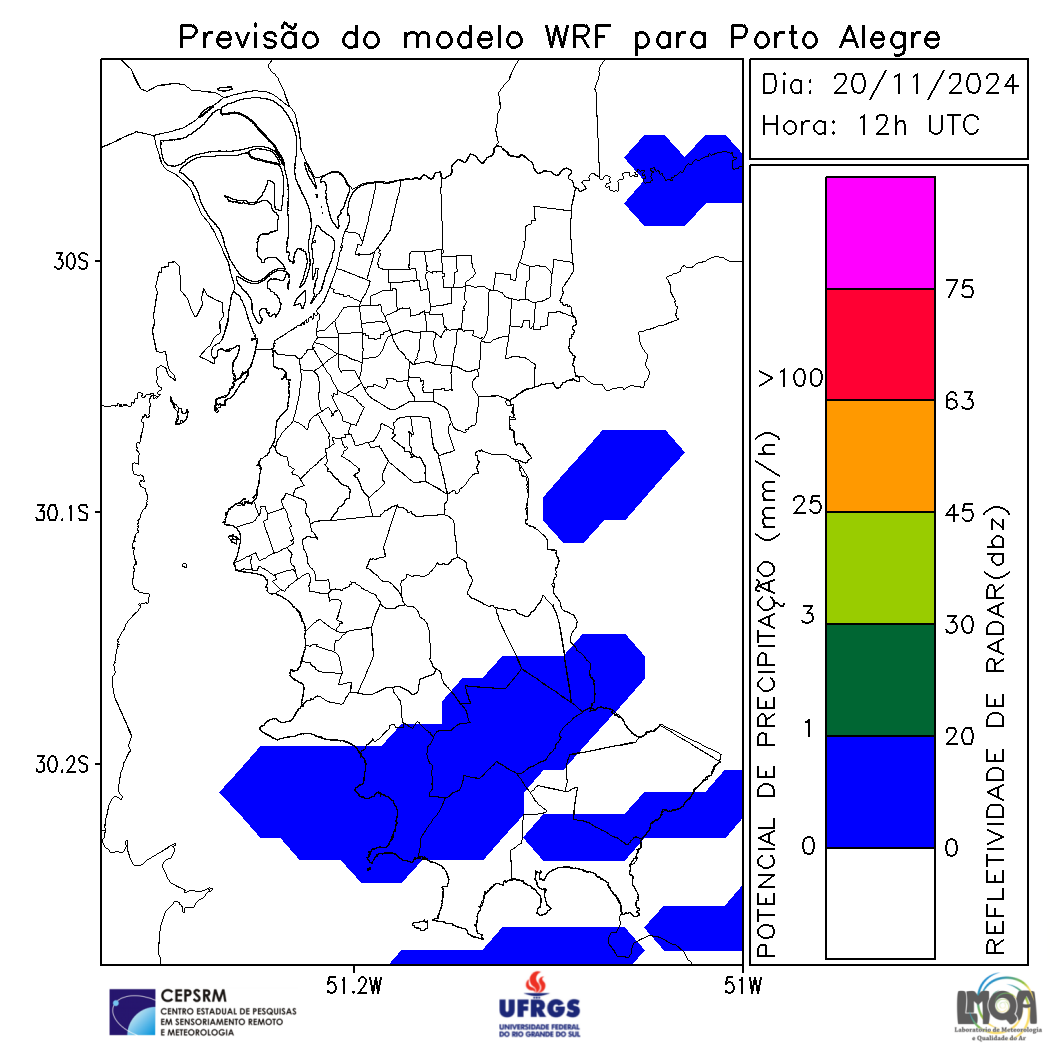 Previsão do modelo WRF para Porto Alegre
Dia: 20/11/2024
Hora: 12h UTC
30S
30.1S
30.2S
51.2W
51W
POTENCIAL DE PRECIPITAÇÃO (mm/h)
>100
25
3
1
0
75
63
45
30
20
0
REFLETIVIDADE DE RADAR(dbz)
CEPSRM
CENTRO ESTADUAL DE PESQUISAS
EM SENSORIAMENTO REMOTO
E METEOROLOGIA
UFRGS
UNIVERSIDADE FEDERAL
DO RIO GRANDE DO SUL
LMQA
Laboratório de Meteorologia
e Qualidade do Ar